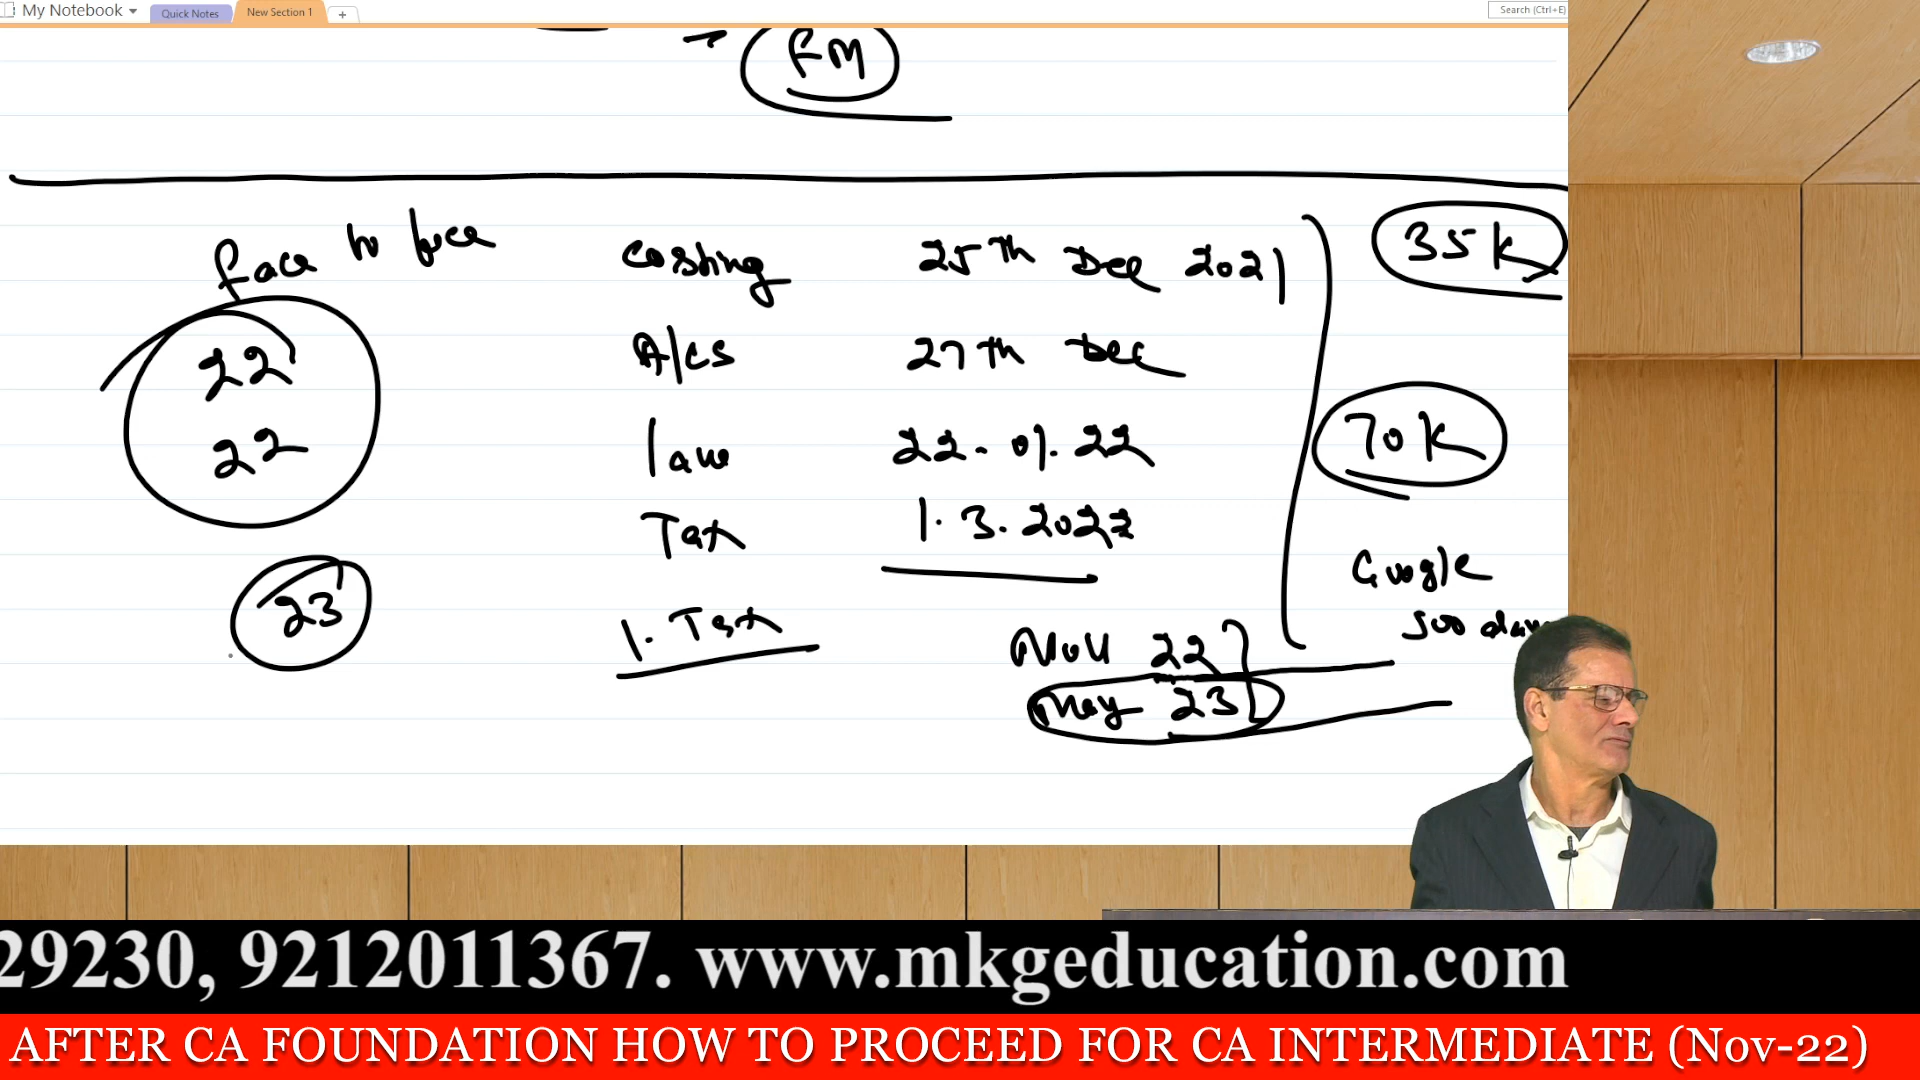 My Notebook
Quick Notes
New Section 1
+
Search (Ctrl+E)
FM
face to face
costing 25th Dec 2021
35k
22
A/cs 27th Dec
22
law 22-01.22
70k
Tax 1.3.2022
Google
23
500 days
1. Tax
Nov 22
May 23
29230, 9212011367. www.mkgeducation.com
AFTER CA FOUNDATION HOW TO PROCEED FOR CA INTERMEDIATE (Nov-22)